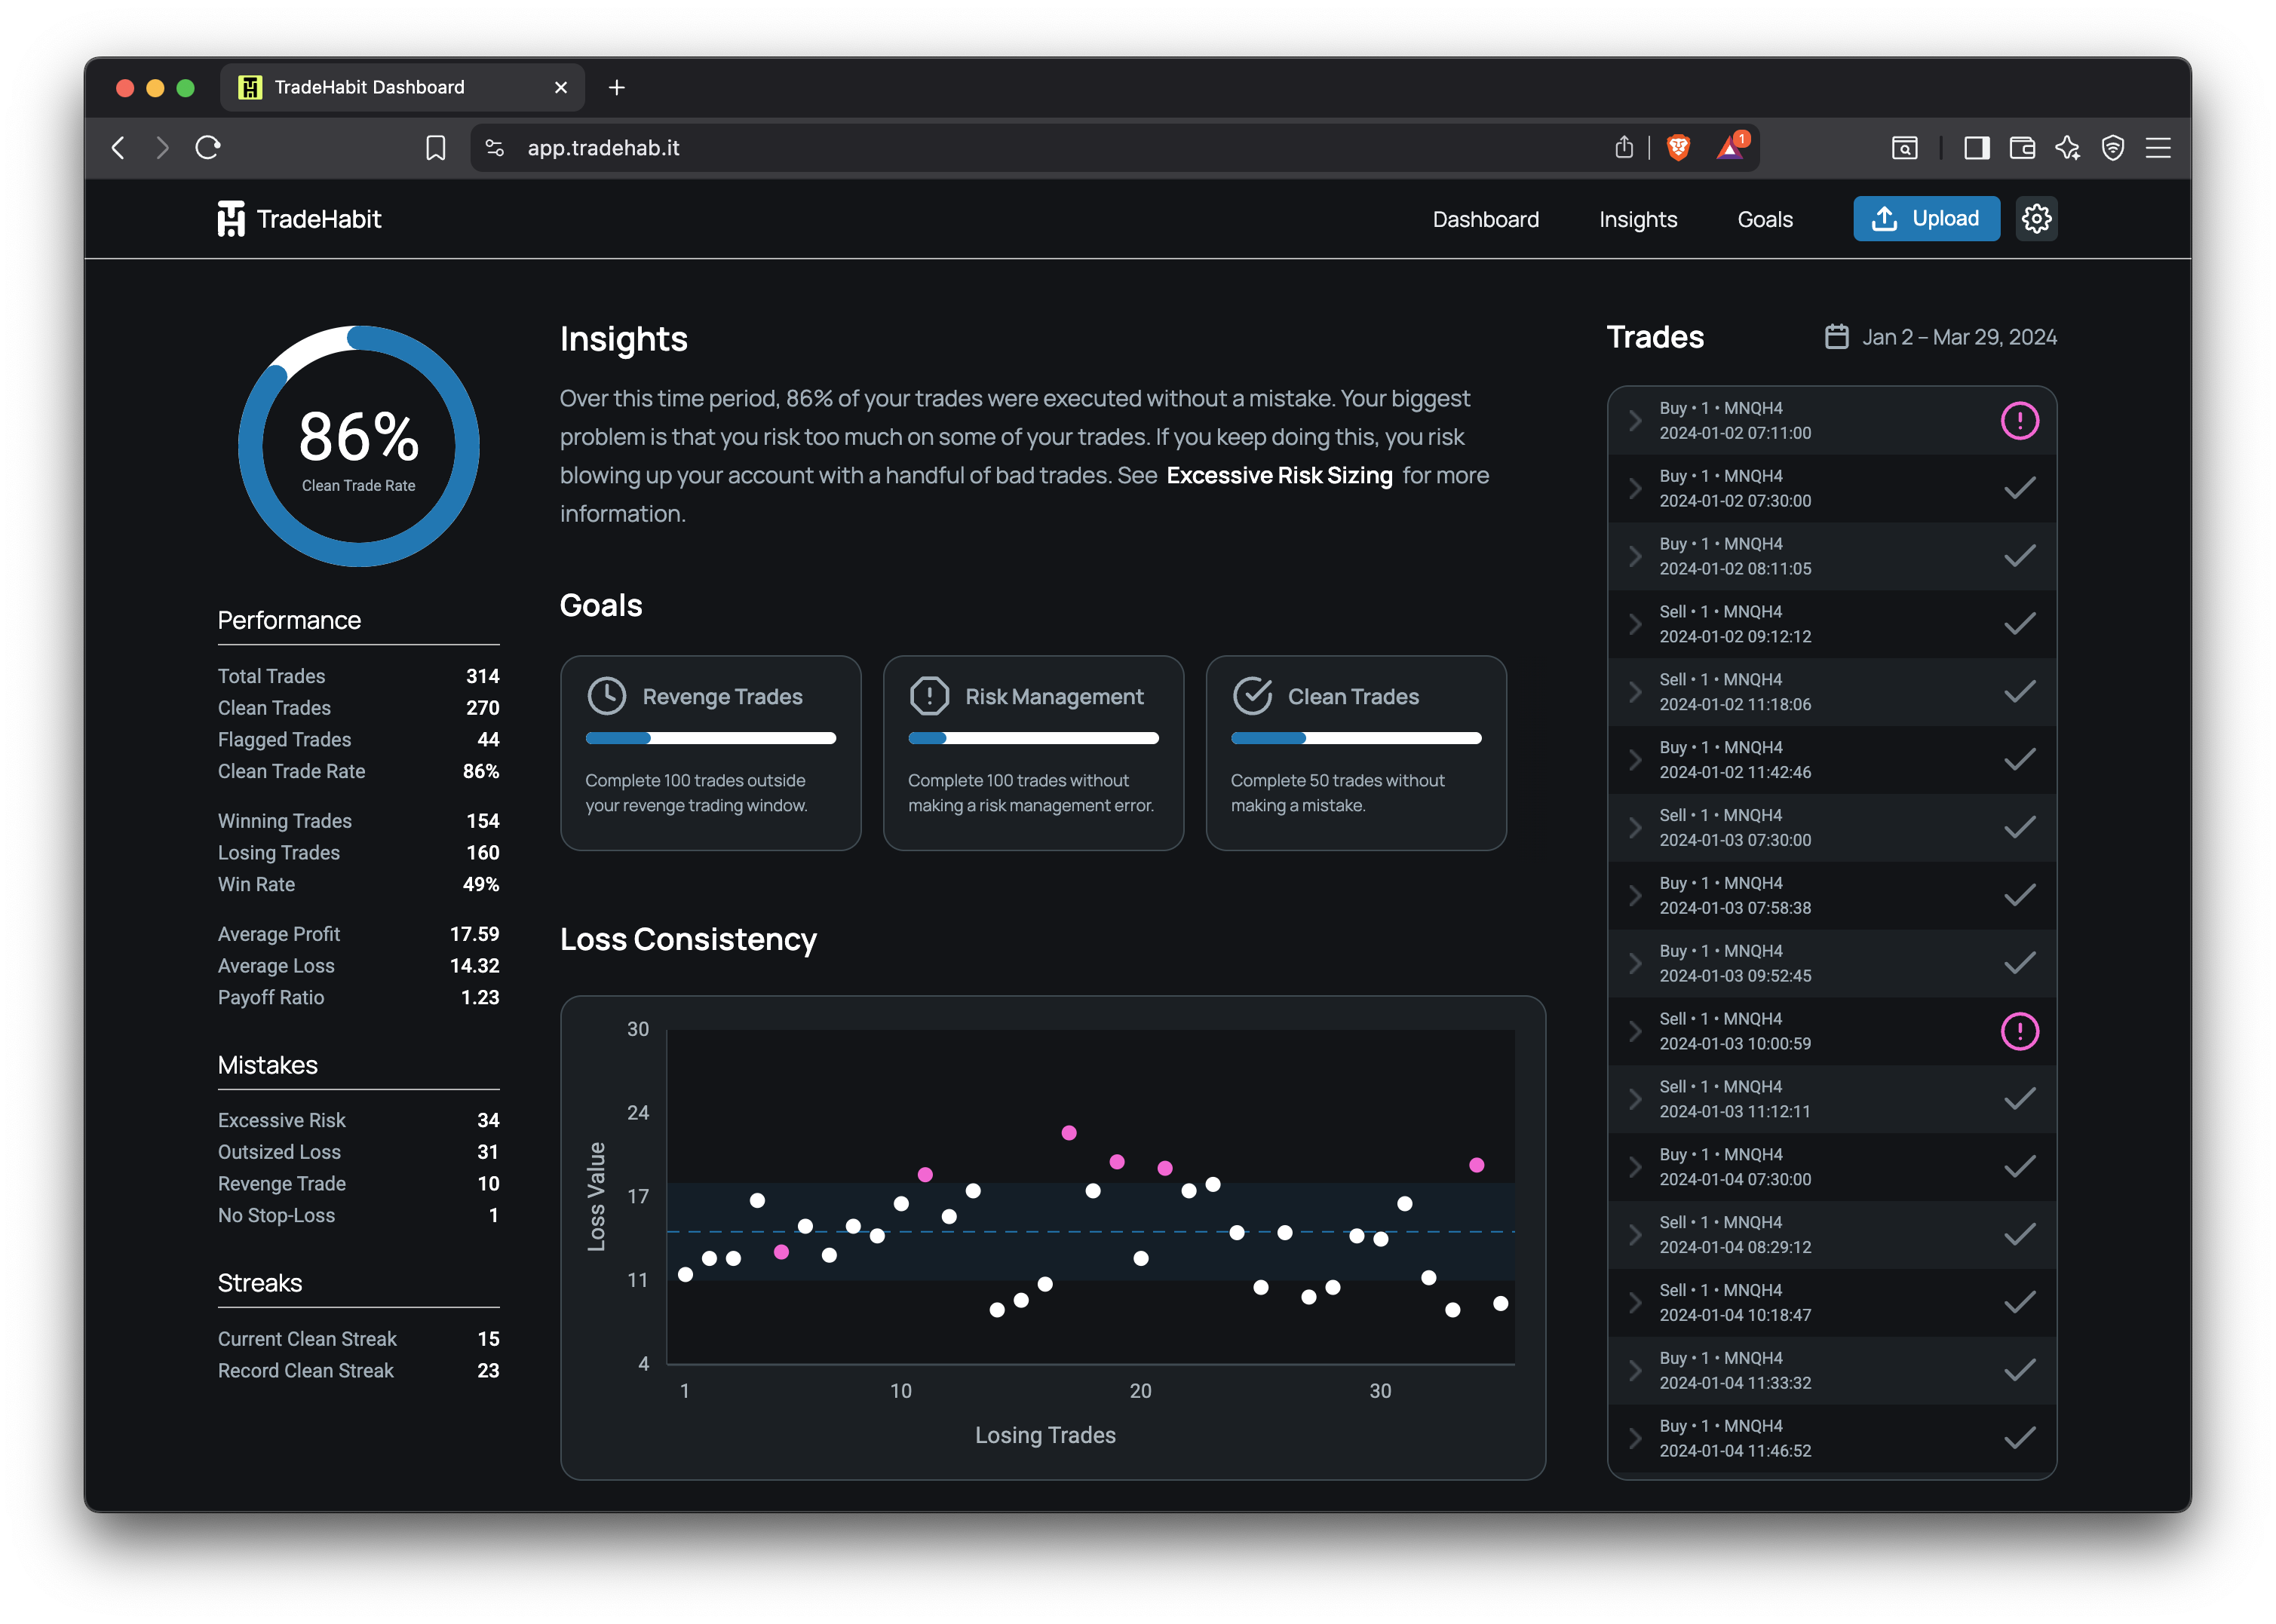 TradeHabit Dashboard
app.tradehab.it
1
TradeHabit
Dashboard
Insights
Goals
Upload
86%
Clean Trade Rate
Performance
Total Trades 314
Clean Trades 270
Flagged Trades 44
Clean Trade Rate 86%
Winning Trades 154
Losing Trades 160
Win Rate 49%
Average Profit 17.59
Average Loss 14.32
Payoff Ratio 1.23
Mistakes
Excessive Risk 34
Outsized Loss 31
Revenge Trade 10
No Stop-Loss 1
Streaks
Current Clean Streak 15
Record Clean Streak 23
Insights
Over this time period, 86% of your trades were executed without a mistake. Your biggest
problem is that you risk too much on some of your trades. If you keep doing this, you risk
blowing up your account with a handful of bad trades. See Excessive Risk Sizing for more
information.
Goals
Revenge Trades
Complete 100 trades outside
your revenge trading window.
Risk Management
Complete 100 trades without
making a risk management error.
Clean Trades
Complete 50 trades without
making a mistake.
Loss Consistency
30
24
17
11
4
Loss Value
1
10
20
30
Losing Trades
Trades
Jan 2 – Mar 29, 2024
Buy • 1 • MNQH4
2024-01-02 07:11:00
Buy • 1 • MNQH4
2024-01-02 07:30:00
Buy • 1 • MNQH4
2024-01-02 08:11:05
Sell • 1 • MNQH4
2024-01-02 09:12:12
Sell • 1 • MNQH4
2024-01-02 11:18:06
Buy • 1 • MNQH4
2024-01-02 11:42:46
Sell • 1 • MNQH4
2024-01-03 07:30:00
Buy • 1 • MNQH4
2024-01-03 07:58:38
Buy • 1 • MNQH4
2024-01-03 09:52:45
Sell • 1 • MNQH4
2024-01-03 10:00:59
Sell • 1 • MNQH4
2024-01-03 11:12:11
Buy • 1 • MNQH4
2024-01-04 07:30:00
Sell • 1 • MNQH4
2024-01-04 08:29:12
Sell • 1 • MNQH4
2024-01-04 10:18:47
Buy • 1 • MNQH4
2024-01-04 11:33:32
Buy • 1 • MNQH4
2024-01-04 11:46:52